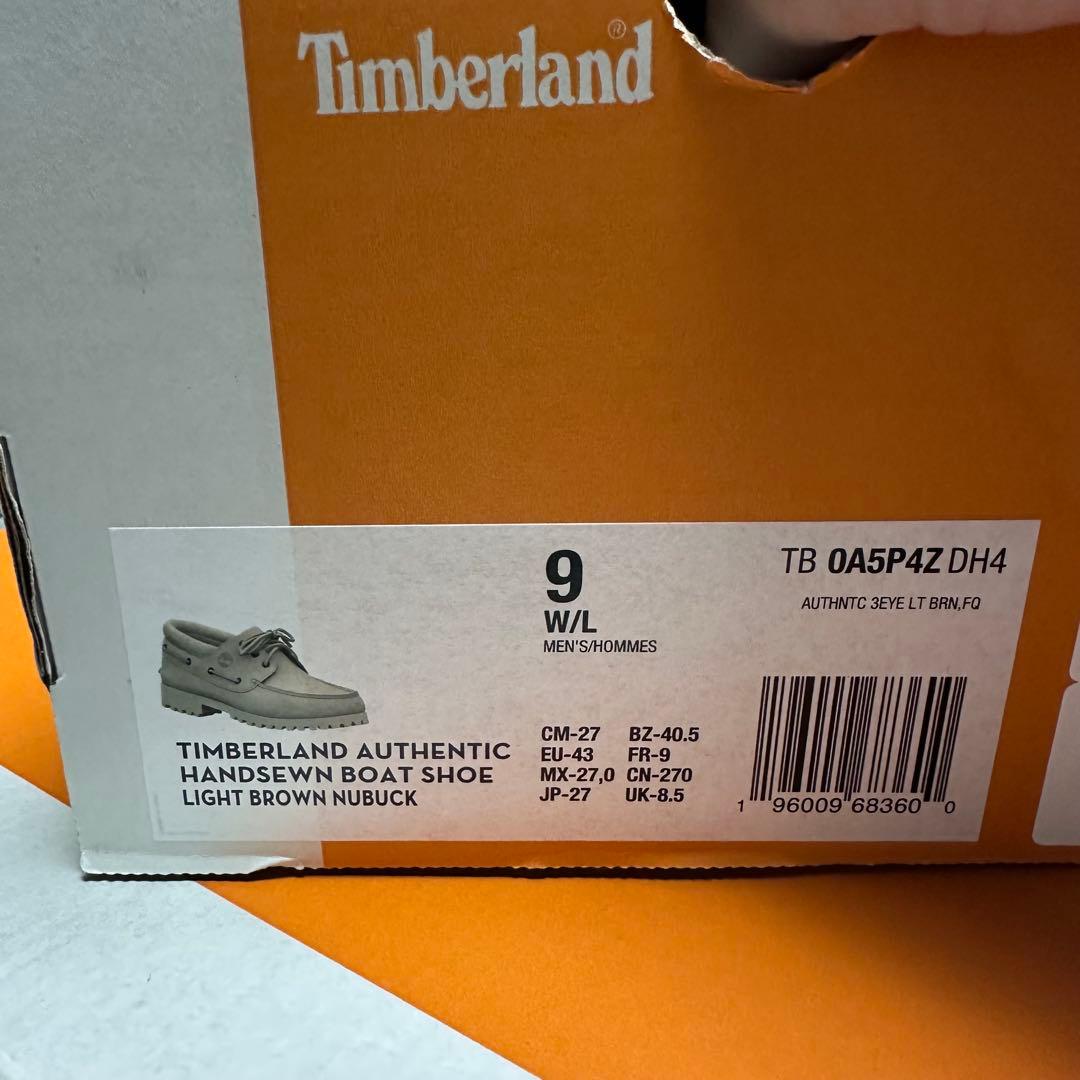 Timberland®
9
W/L
MEN'S/HOMMES
TB 0A5P4Z DH4
AUTHNTC 3EYE LT BRN,FQ
TIMBERLAND AUTHENTIC
HANDSEWN BOAT SHOE
LIGHT BROWN NUBUCK
CM-27 BZ-40.5
EU-43 FR-9
MX-27,0 CN-270
JP-27 UK-8.5
1 96009 68360 0